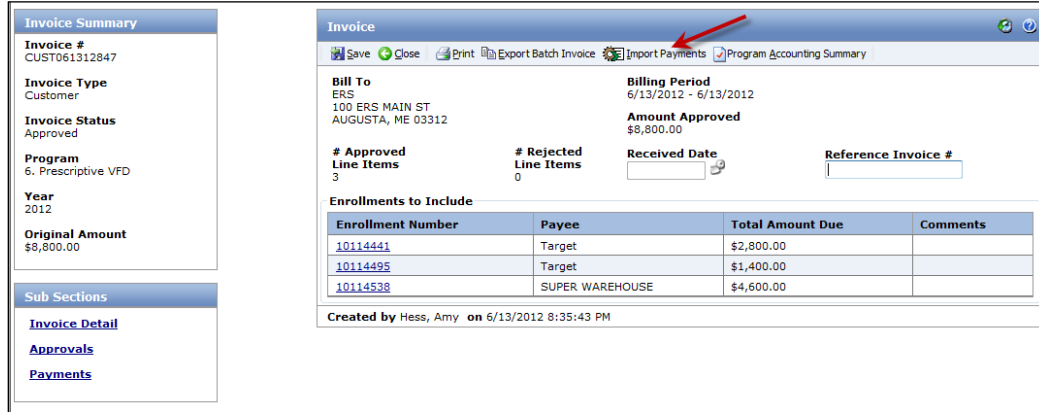 Invoice Summary
Invoice #
CUST061312847
Invoice Type
Customer
Invoice Status
Approved
Program
6. Prescriptive VFD
Year
2012
Original Amount
$8,800.00
Sub Sections
Invoice Detail
Approvals
Payments
Invoice
Save Close Print Export Batch Invoice Import Payments Program Accounting Summary
Bill To
ERS
100 ERS MAIN ST
AUGUSTA, ME 03312
Billing Period
6/13/2012 - 6/13/2012
Amount Approved
$8,800.00
# Approved Line Items
3
# Rejected Line Items
0
Received Date
Reference Invoice #
Enrollments to Include
Enrollment Number Payee Total Amount Due Comments
10114441 Target $2,800.00
10114495 Target $1,400.00
10114538 SUPER WAREHOUSE $4,600.00
Created by Hess, Amy on 6/13/2012 8:35:43 PM